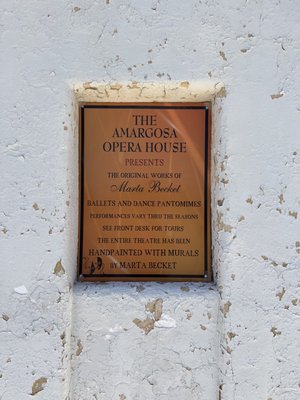 THE
AMARGOSA
OPERA HOUSE
PRESENTS
THE ORIGINAL WORKS OF
Marta Becket
BALLETS AND DANCE PANTOMIMES
PERFORMANCES VARY THRU THE SEASONS
SEE FRONT DESK FOR TOURS
THE ENTIRE THEATRE HAS BEEN
HANDPAINTED WITH MURALS
BY MARTA BECKET